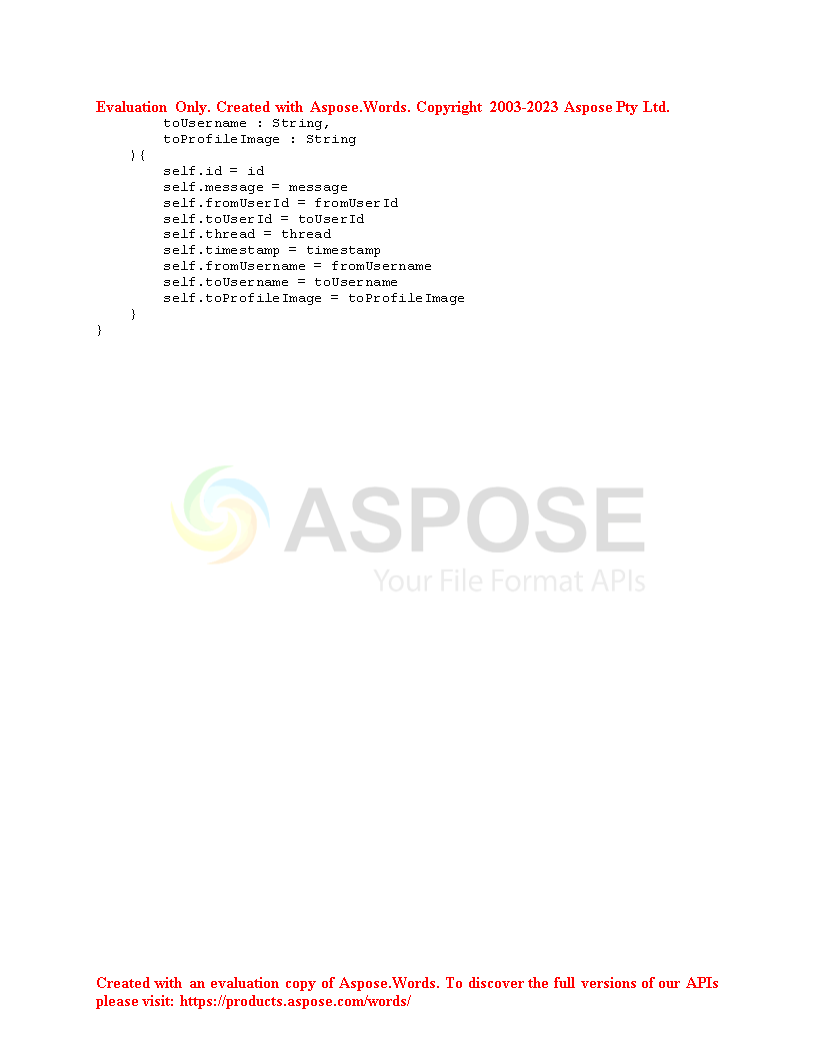 Evaluation Only. Created with Aspose.Words. Copyright 2003-2023 Aspose Pty Ltd.
        toUsername : String,
        toProfileImage : String
    ){
        self.id = id
        self.message = message
        self.fromUserId = fromUserId
        self.toUserId = toUserId
        self.thread = thread
        self.timestamp = timestamp
        self.fromUsername = fromUsername
        self.toUsername = toUsername
        self.toProfileImage = toProfileImage
    }
}
ASPOSE
Your File Format APIs
Created with an evaluation copy of Aspose.Words. To discover the full versions of our APIs
please visit: https://products.aspose.com/words/